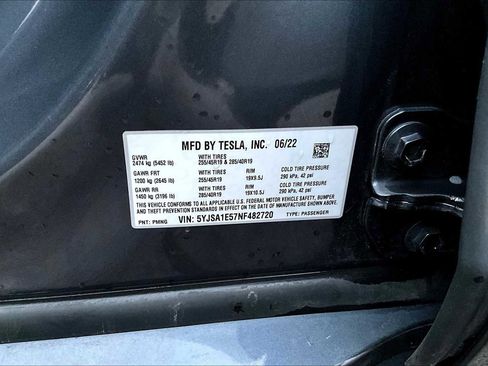 MFD BY TESLA, INC. 06/22
GVWR WITH TIRES
2474 kg (5452 lb) 255/45R19 & 285/40R19
GAWR FRT WITH TIRES RIM COLD TIRE PRESSURE
1200 kg (2645 lb) 255/45R19 19X9.5J 290 kPa, 42 psi
GAWR RR WITH TIRES RIM COLD TIRE PRESSURE
1450 kg (3196 lb) 285/40R19 19X9.5J 290 kPa, 42 psi
THIS VEHICLE CONFORMS TO ALL APPLICABLE U.S. FEDERAL MOTOR VEHICLE SAFETY, BUMPER
AND THEFT PREVENTION STANDARDS IN EFFECT ON THE DATE OF MANUFACTURE SHOWN ABOVE.
PNT: PMNG VIN: 5YJSA1E57NF482720 TYPE: PASSENGER